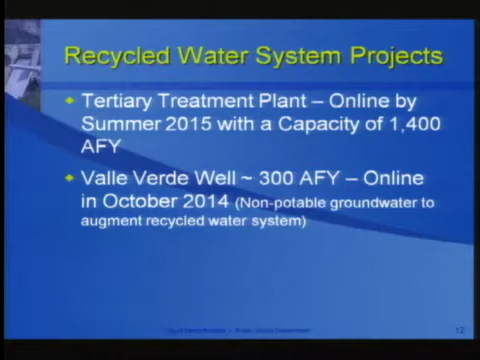 Recycled Water System Projects
Tertiary Treatment Plant – Online by
Summer 2015 with a Capacity of 1,400
AFY
Valle Verde Well ~ 300 AFY – Online
in October 2014 (Non-potable groundwater to
augment recycled water system)
12